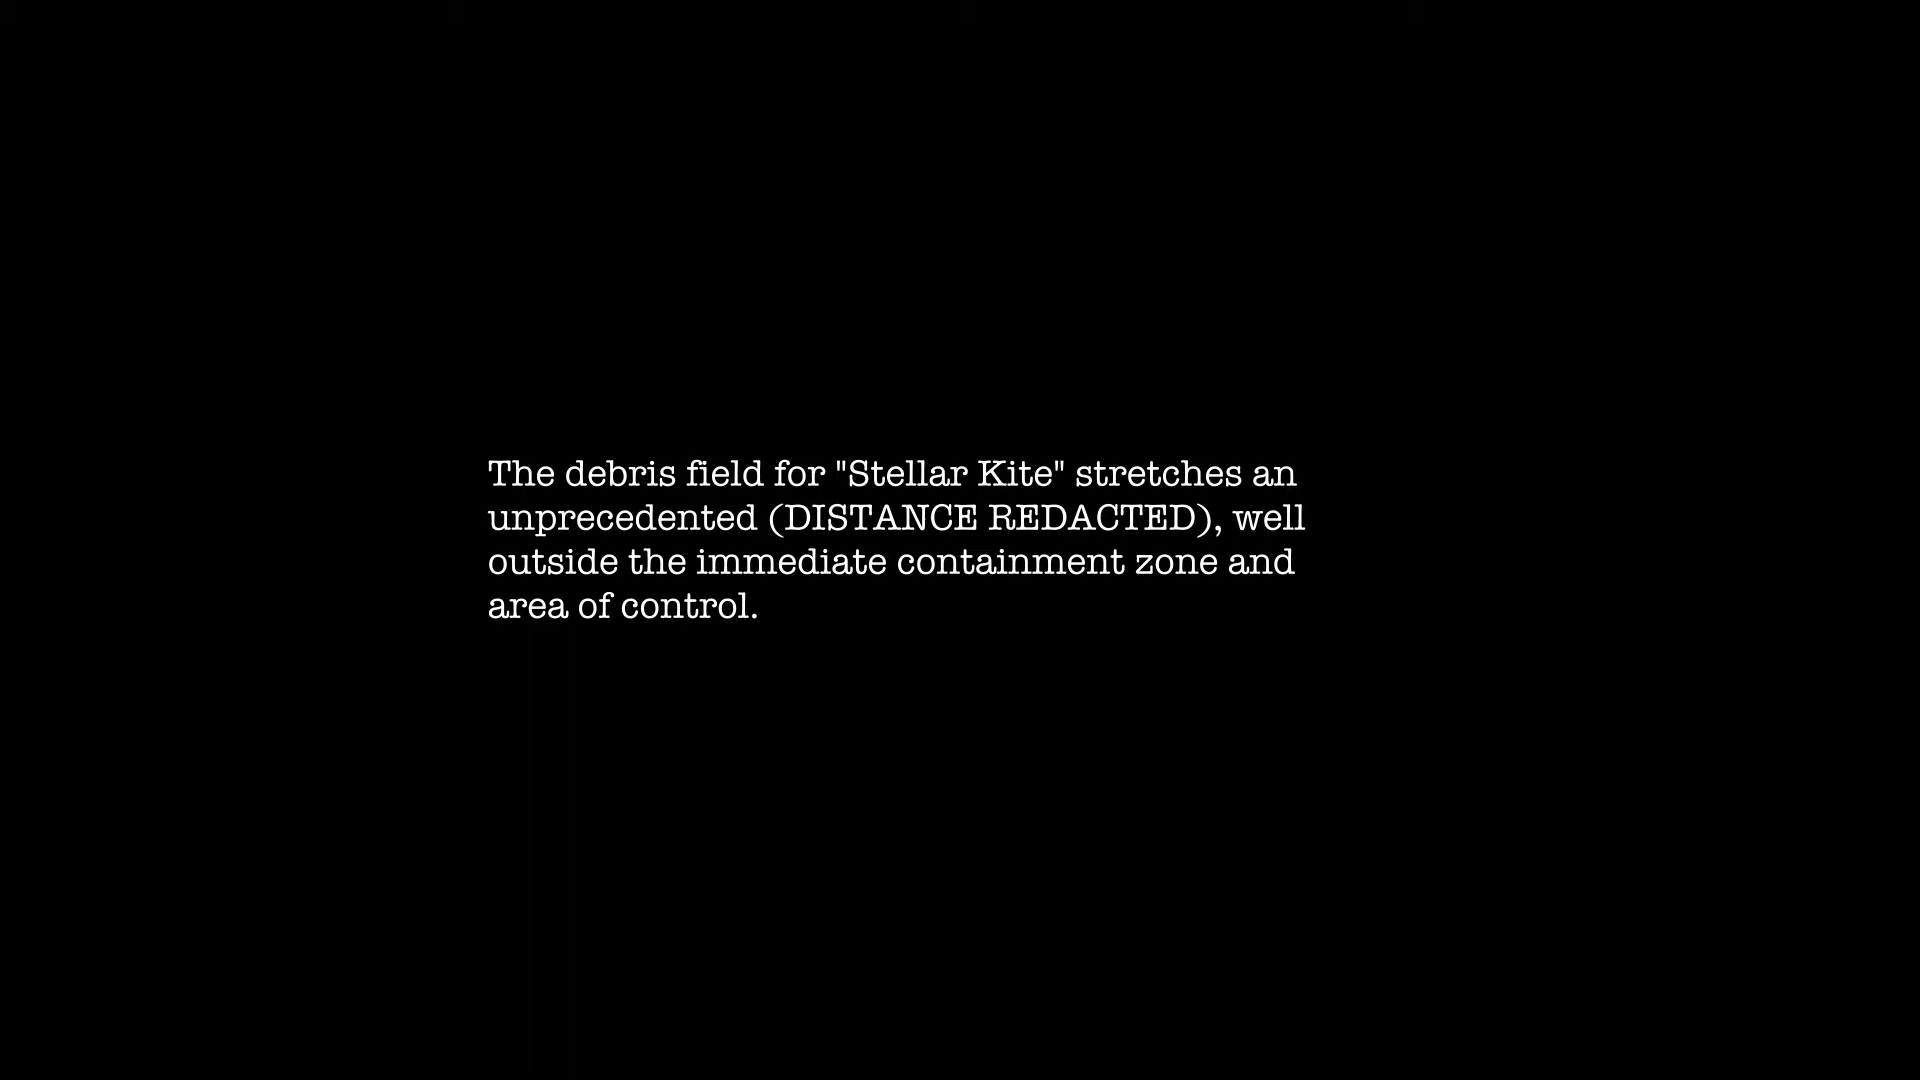 The debris field for "Stellar Kite" stretches an
unprecedented (DISTANCE REDACTED), well
outside the immediate containment zone and
area of control.